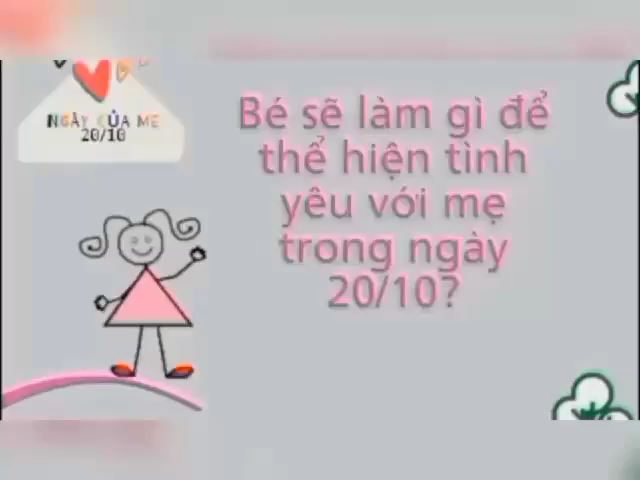 NGÀY CỦA MẸ
20/10
Bé sẽ làm gì để
thể hiện tình
yêu với mẹ
trong ngày
20/10?